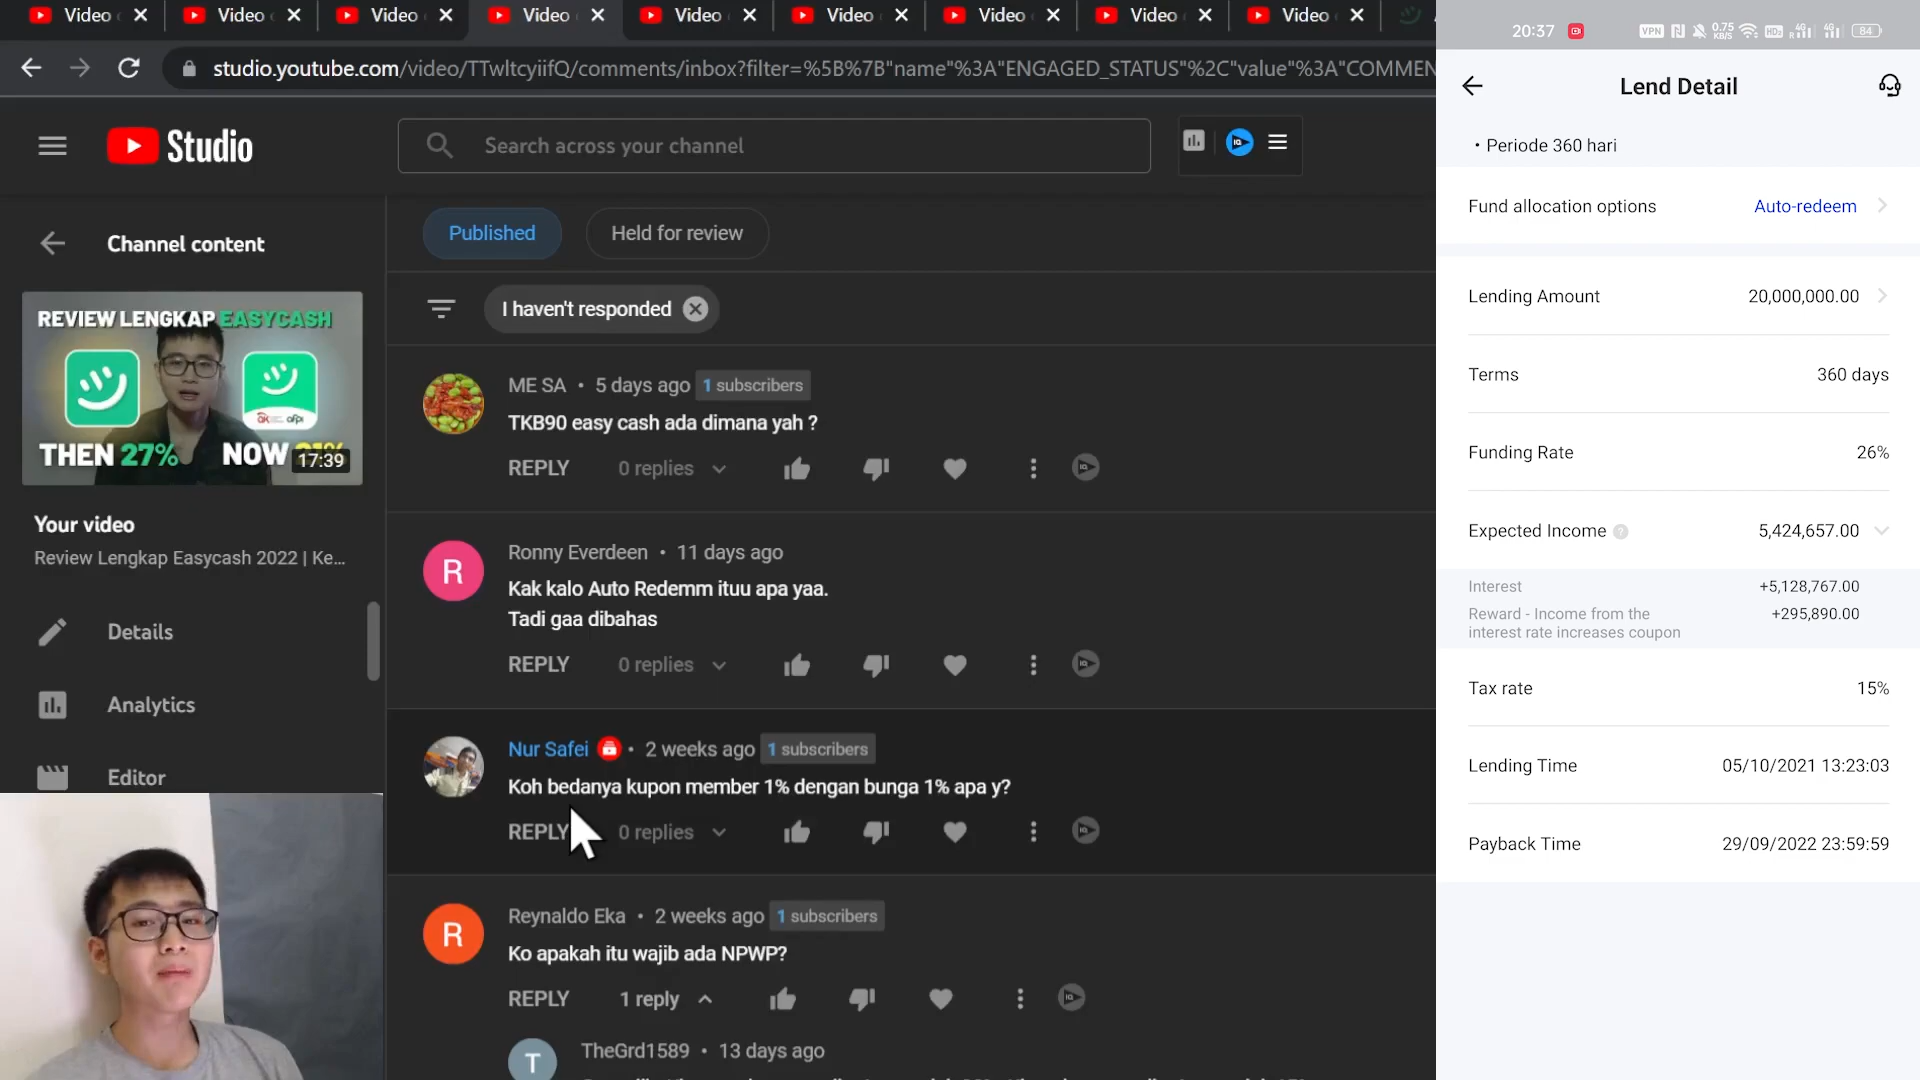 Video
Video
Video
Video
Video
Video
Video
Video
Video
studio.youtube.com/video/TTwltcyiifQ/comments/inbox?filter=%5B%7B"name"%3A"ENGAGED_STATUS"%2C"value"%3A"COMMEN
Studio
Search across your channel
Channel content
REVIEW LENGKAP EASYCASH
THEN 27% NOW
17:39
Your video
Review Lengkap Easycash 2022 | Ke...
Details
Analytics
Editor
Published
Held for review
I haven't responded
ME SA • 5 days ago 1 subscribers
TKB90 easy cash ada dimana yah ?
REPLY 0 replies
R
Ronny Everdeen • 11 days ago
Kak kalo Auto Redemm ituu apa yaa.
Tadi gaa dibahas
REPLY 0 replies
Nur Safei • 2 weeks ago 1 subscribers
Koh bedanya kupon member 1% dengan bunga 1% apa y?
REPLY 0 replies
R
Reynaldo Eka • 2 weeks ago 1 subscribers
Ko apakah itu wajib ada NPWP?
REPLY 1 reply
T
TheGrd1589 • 13 days ago
20:37
VPN 0.75 KB/S HD 4G 4G 84
Lend Detail
• Periode 360 hari
Fund allocation options Auto-redeem
Lending Amount 20,000,000.00
Terms 360 days
Funding Rate 26%
Expected Income ? 5,424,657.00
Interest +5,128,767.00
Reward - Income from the +295,890.00
interest rate increases coupon
Tax rate 15%
Lending Time 05/10/2021 13:23:03
Payback Time 29/09/2022 23:59:59